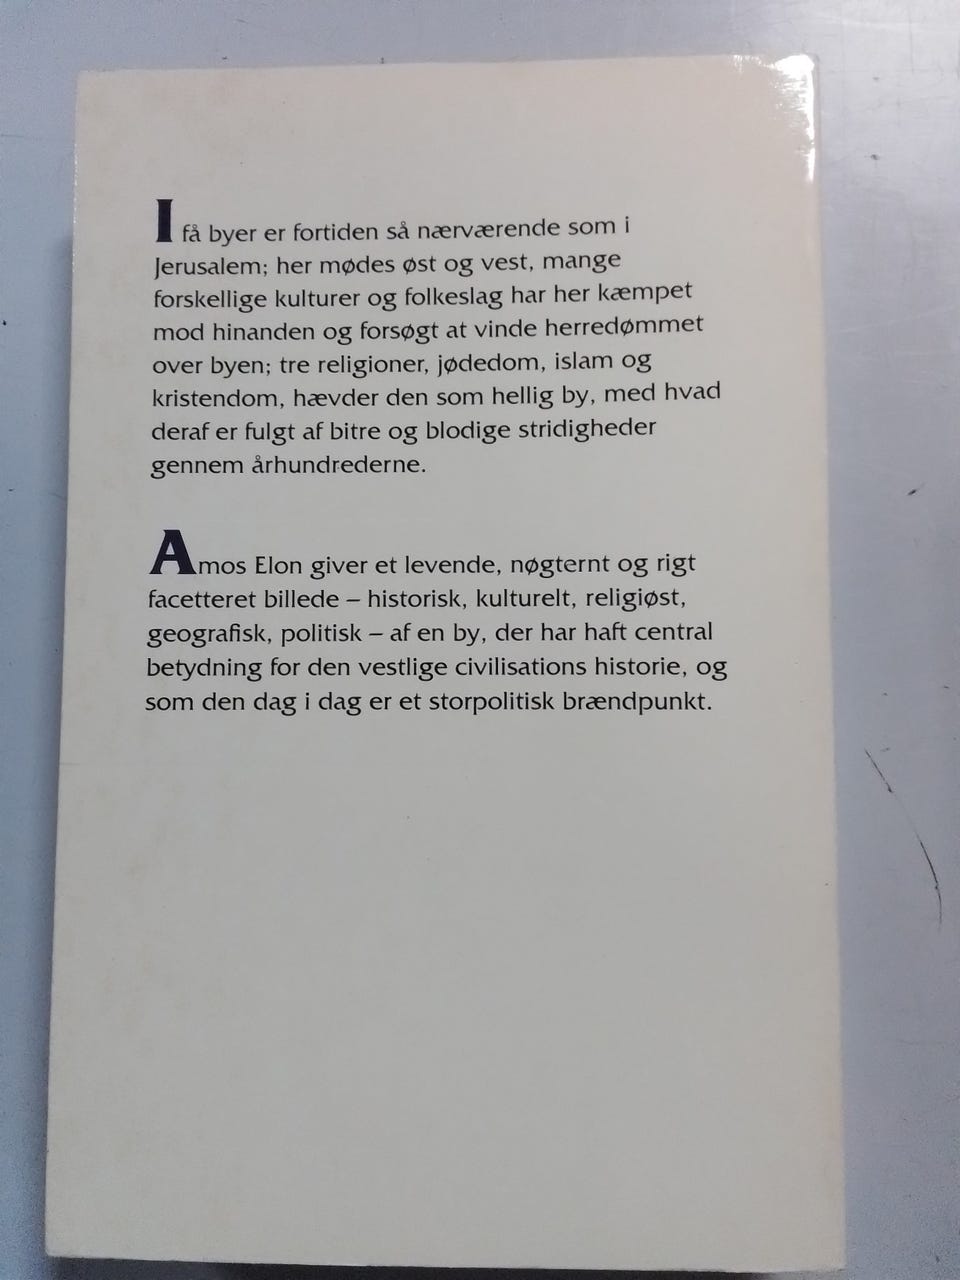 I få byer er fortiden så nærværende som i
Jerusalem; her mødes øst og vest, mange
forskellige kulturer og folkeslag har her kæmpet
mod hinanden og forsøgt at vinde herredømmet
over byen; tre religioner, jødedom, islam og
kristendom, hævder den som hellig by, med hvad
deraf er fulgt af bitre og blodige stridigheder
gennem århundrederne.
Amos Elon giver et levende, nøgternt og rigt
facetteret billede – historisk, kulturelt, religiøst,
geografisk, politisk – af en by, der har haft central
betydning for den vestlige civilisations historie, og
som den dag i dag er et storpolitisk brændpunkt.